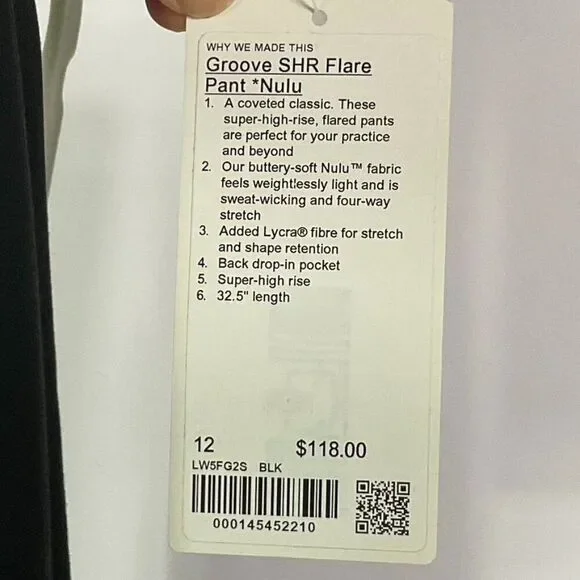 WHY WE MADE THIS
Groove SHR Flare
Pant *Nulu
1. A coveted classic. These
super-high-rise, flared pants
are perfect for your practice
and beyond
2. Our buttery-soft Nulu™ fabric
feels weightlessly light and is
sweat-wicking and four-way
stretch
3. Added Lycra® fibre for stretch
and shape retention
4. Back drop-in pocket
5. Super-high rise
6. 32.5" length
12 $118.00
LW5FG2S BLK
000145452210